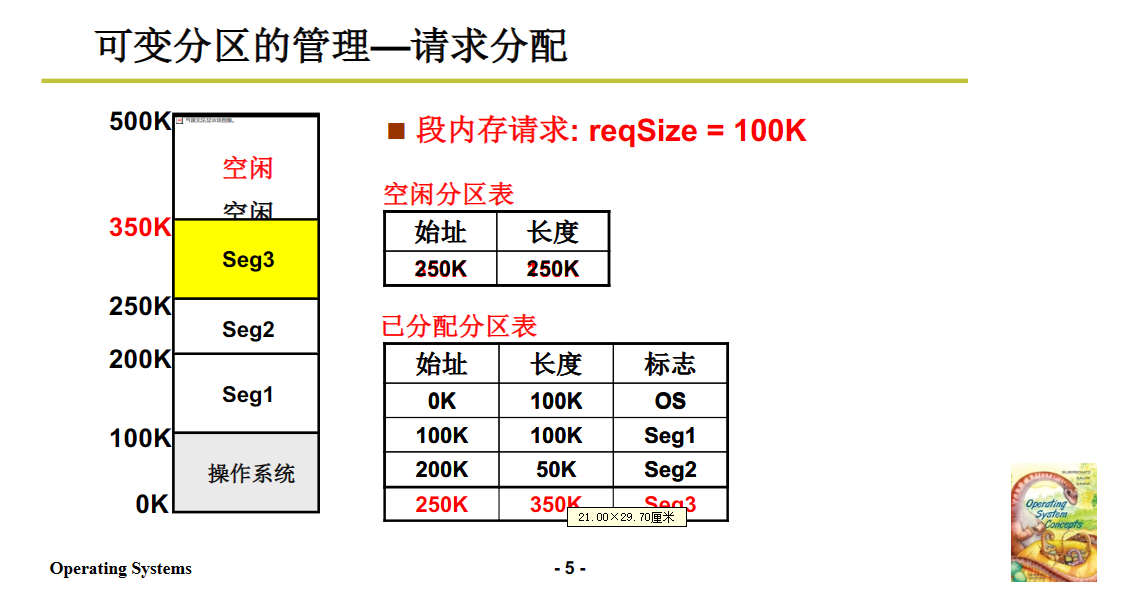 可变分区的管理—请求分配
500K
空闲
空闲
350K
Seg3
250K
Seg2
200K
Seg1
100K
操作系统
0K
段内存请求: reqSize = 100K
空闲分区表
始址 长度
250K 250K
已分配分区表
始址 长度 标志
0K 100K OS
100K 100K Seg1
200K 50K Seg2
250K 350K Seg3
21.00×29.70厘米
Operating
System
Concepts
Operating Systems
- 5 -